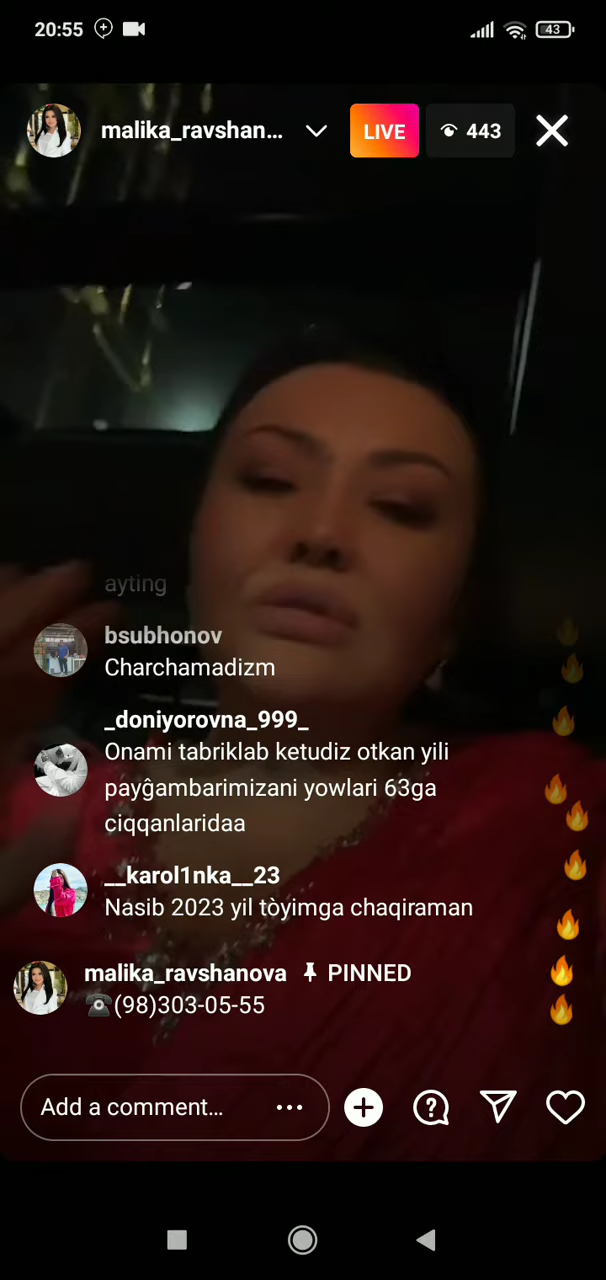 20:55
43
malika_ravshan...
LIVE
443
ayting
bsubhonov
Charchamadizm
_doniyorovna_999_
Onami tabriklab ketudiz otkan yili
payĝambarimizani yowlari 63ga
ciqqanlaridaa
__karol1nka__23
Nasib 2023 yil tòyimga chaqiraman
malika_ravshanova PINNED
☎(98)303-05-55
Add a comment...